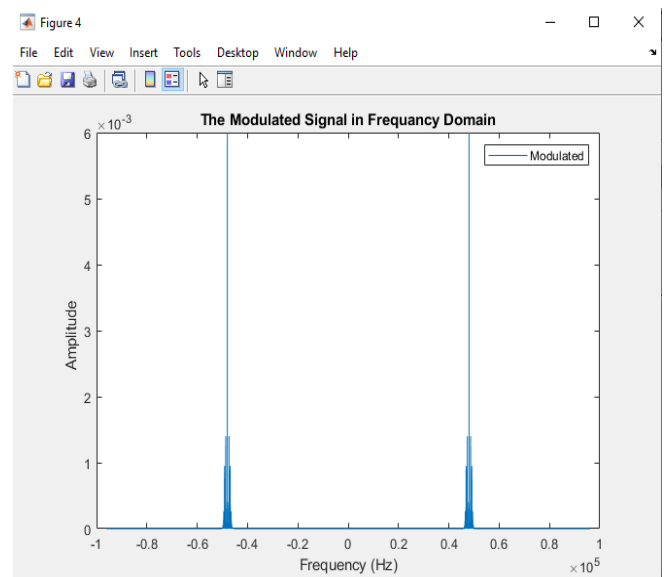 Figure 4
File Edit View Insert Tools Desktop Window Help
The Modulated Signal in Frequancy Domain
×10-3
Modulated
6
5
4
3
2
1
0
Amplitude
-1 -0.8 -0.6 -0.4 -0.2 0 0.2 0.4 0.6 0.8 1
Frequency (Hz)
×105